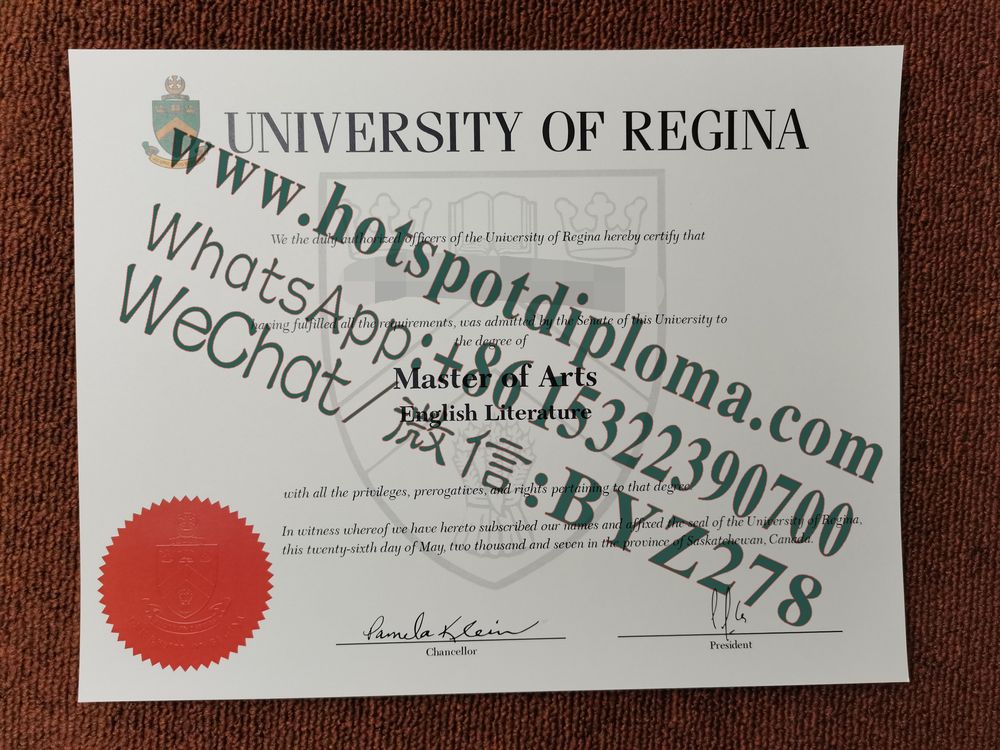 UNIVERSITY OF REGINA
We the duly authorized officers of the University of Regina hereby certify that
having fulfilled all the requirements, was admitted by the Senate of this University to
the degree of
Master of Arts
English Literature
with all the privileges, prerogatives, and rights pertaining to that degree.
In witness whereof we have hereto subscribed our names and affixed the seal of the University of Regina,
this twenty-sixth day of May, two thousand and seven in the province of Saskatchewan, Canada.
Pamela Klein
Chancellor
President
www.hotspotdiploma.com
WhatsApp:+86 15322390700
WeChat/微信:BYZ278